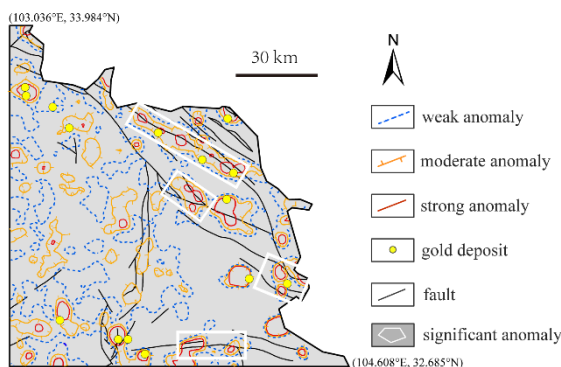 (103.036°E, 33.984°N)
30 km
N
weak anomaly
moderate anomaly
strong anomaly
gold deposit
fault
significant anomaly
(104.608°E, 32.685°N)